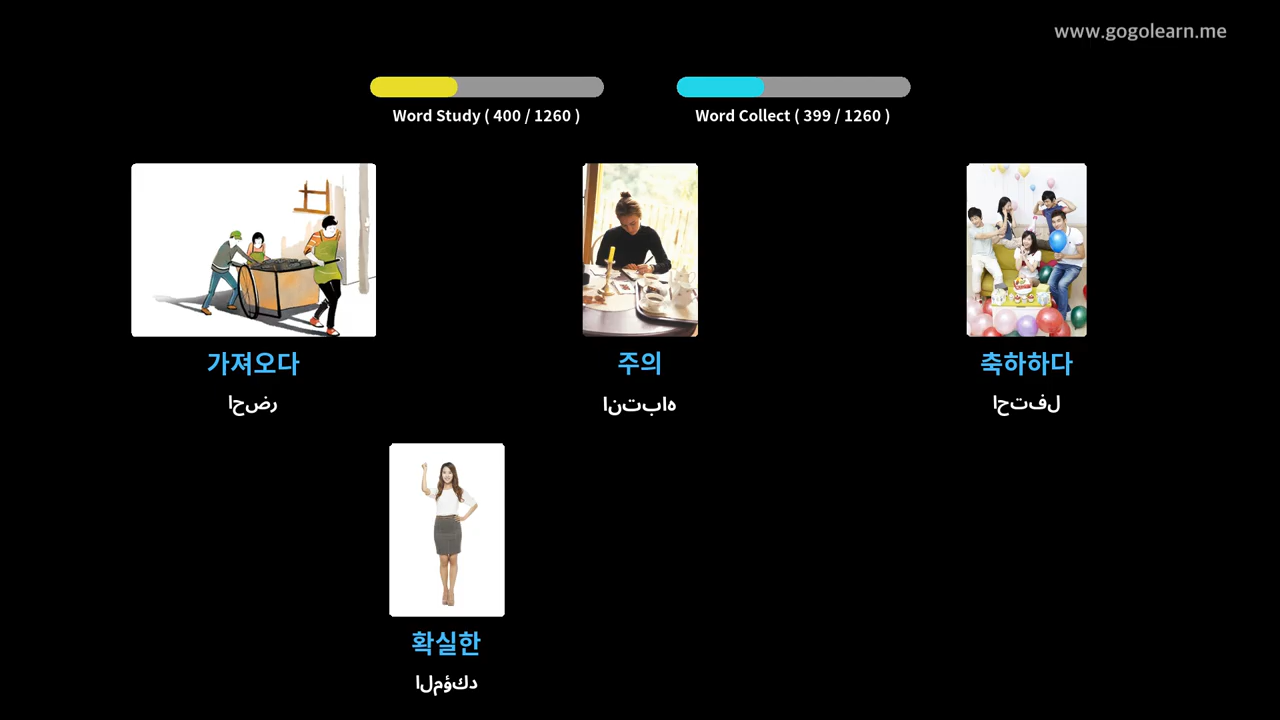 www.gogolearn.me
Word Study ( 400 / 1260 )
Word Collect ( 399 / 1260 )
가져오다
احضر
주의
انتباه
축하하다
احتفل
확실한
المؤكد